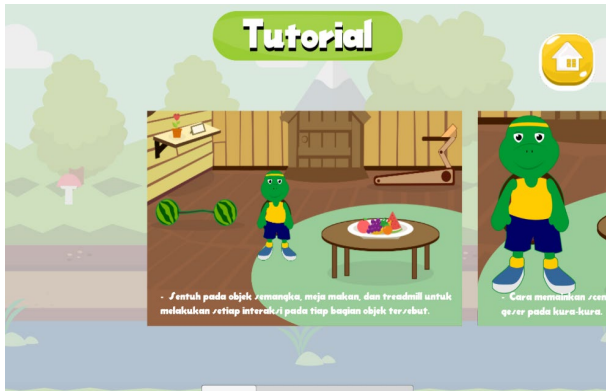 Tutorial
- Sentuh pada objek semangka, meja makan, dan treadmill untuk
melakukan setiap interaksi pada tiap bagian objek tersebut.
- Cara memainkan scen
geser pada kura-kura.